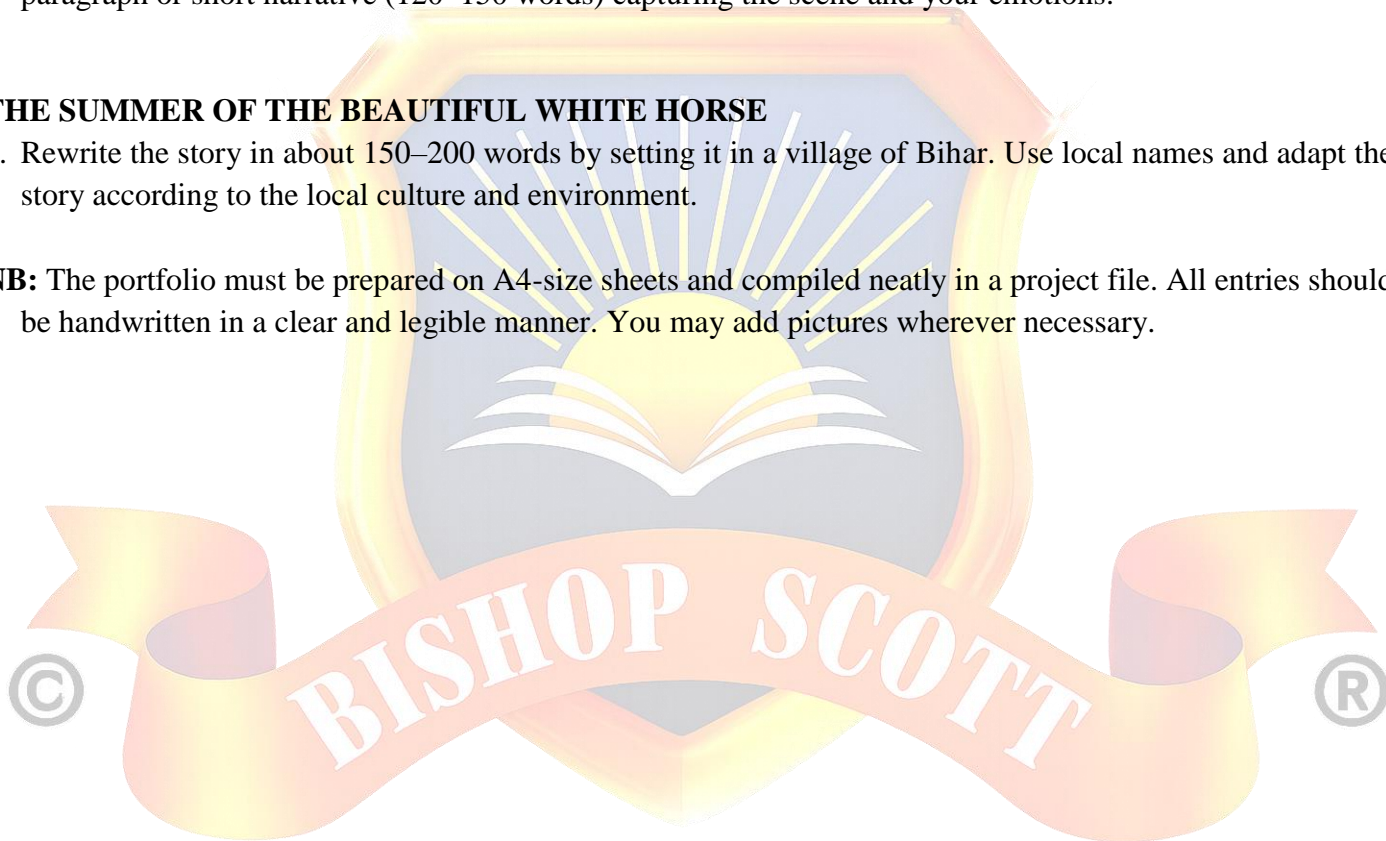 paragraph or short narrative (120–150 words) capturing the scene and your emotions.
THE SUMMER OF THE BEAUTIFUL WHITE HORSE
. Rewrite the story in about 150–200 words by setting it in a village of Bihar. Use local names and adapt the
story according to the local culture and environment.
NB: The portfolio must be prepared on A4-size sheets and compiled neatly in a project file. All entries should
be handwritten in a clear and legible manner. You may add pictures wherever necessary.
BISHOP SCOTT
© ®